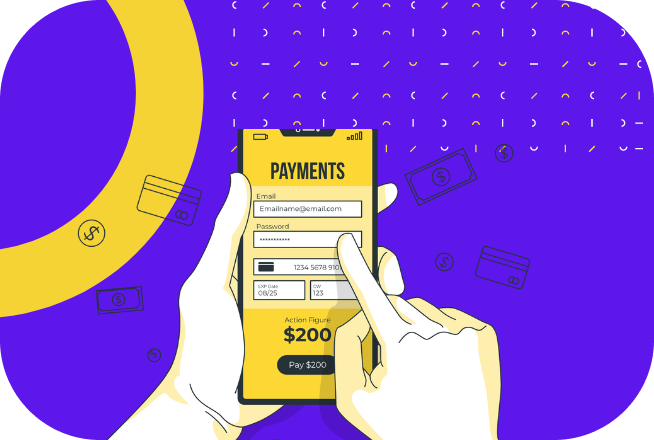 PAYMENTS
Email
Emailname@email.com
Password
***********
1234 5678 910
EXP Date
08/25
CVV
123
Action Figure
$200
Pay $200